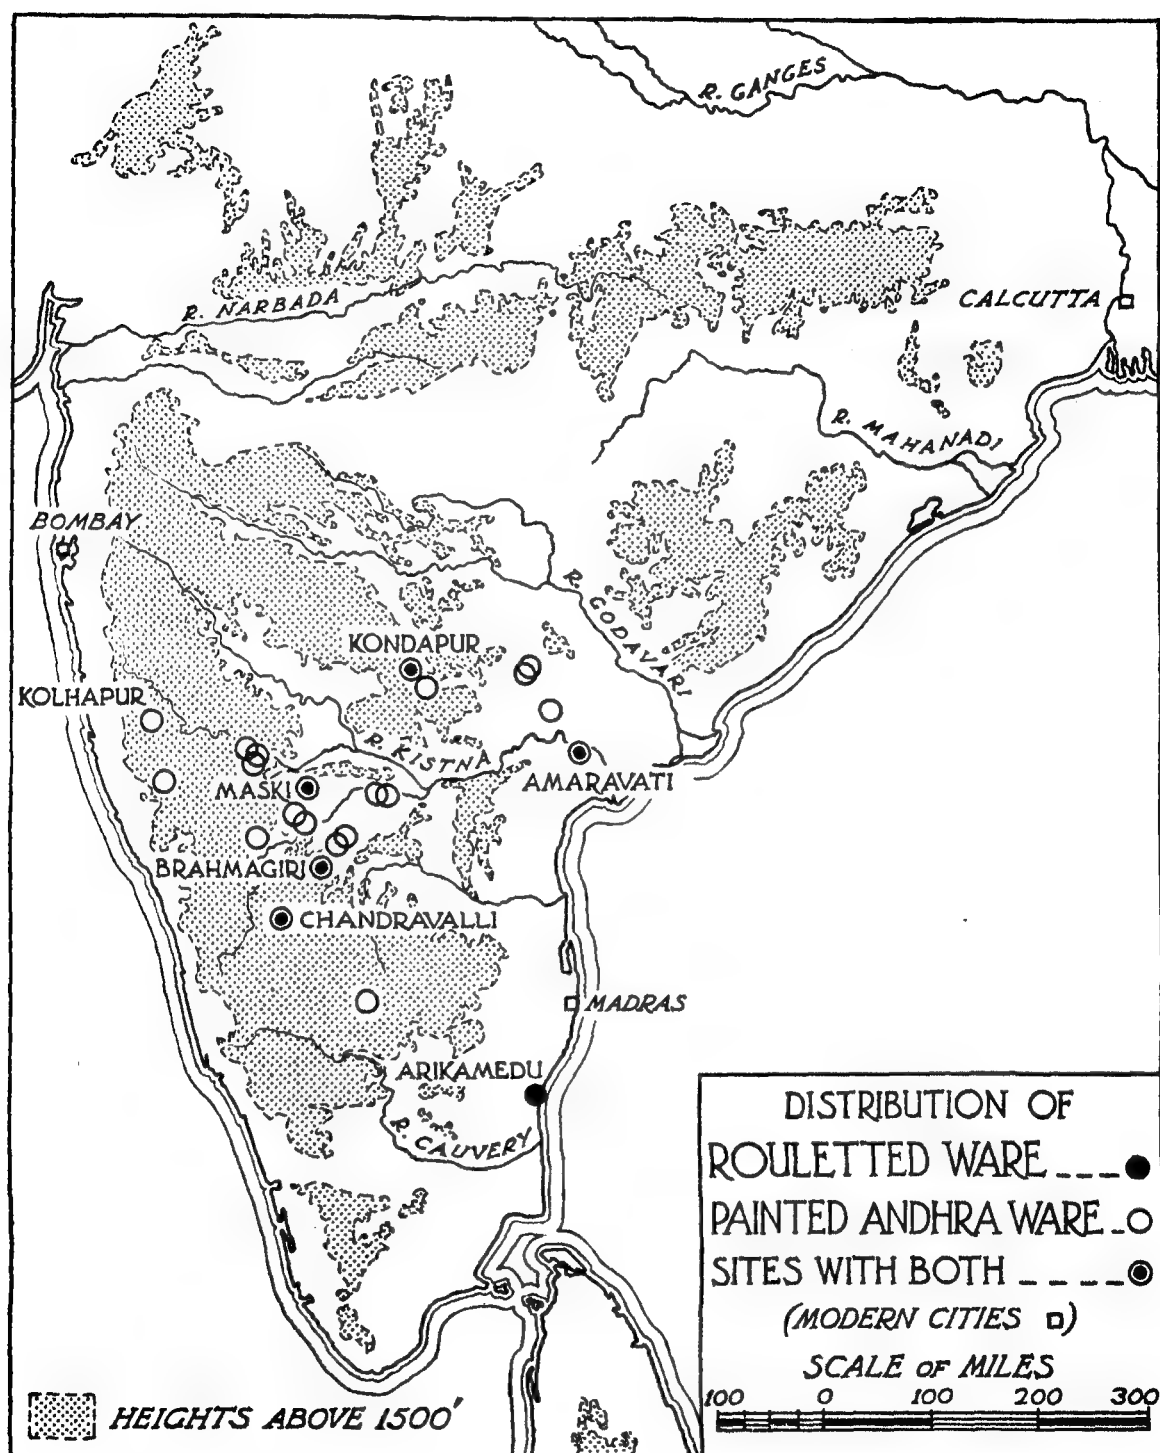 R. GANGES
R. NARBADA
CALCUTTA
R. MAHANADI
BOMBAY
R. GODAVARI
KONDAPUR
KOLHAPUR
R. KISTNA
AMARAVATI
MASKI
BRAHMAGIRI
CHANDRAVALLI
MADRAS
ARIKAMEDU
R. CAUVERY
DISTRIBUTION OF
ROULETTED WARE
PAINTED ANDHRA WARE
SITES WITH BOTH
(MODERN CITIES )
SCALE OF MILES
100 0 100 200 300
HEIGHTS ABOVE 1500'